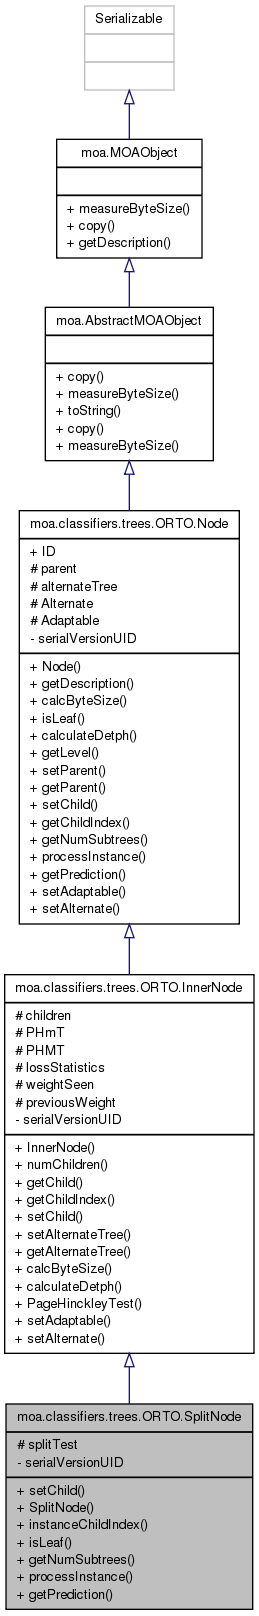 Serializable
moa.MOAObject
+ measureByteSize()
+ copy()
+ getDescription()
moa.AbstractMOAObject
+ copy()
+ measureByteSize()
+ toString()
+ copy()
+ measureByteSize()
moa.classifiers.trees.ORTO.Node
+ ID
# parent
# alternateTree
# Alternate
# Adaptable
- serialVersionUID
+ Node()
+ getDescription()
+ calcByteSize()
+ isLeaf()
+ calculateDetph()
+ getLevel()
+ setParent()
+ getParent()
+ setChild()
+ getChildIndex()
+ getNumSubtrees()
+ processInstance()
+ getPrediction()
+ setAdaptable()
+ setAlternate()
moa.classifiers.trees.ORTO.InnerNode
# children
# PHmT
# PHMT
# lossStatistics
# weightSeen
# previousWeight
- serialVersionUID
+ InnerNode()
+ numChildren()
+ getChild()
+ getChildIndex()
+ setChild()
+ setAlternateTree()
+ getAlternateTree()
+ calcByteSize()
+ calculateDetph()
+ PageHinckleyTest()
+ setAdaptable()
+ setAlternate()
moa.classifiers.trees.ORTO.SplitNode
# splitTest
- serialVersionUID
+ setChild()
+ SplitNode()
+ instanceChildIndex()
+ isLeaf()
+ getNumSubtrees()
+ processInstance()
+ getPrediction()